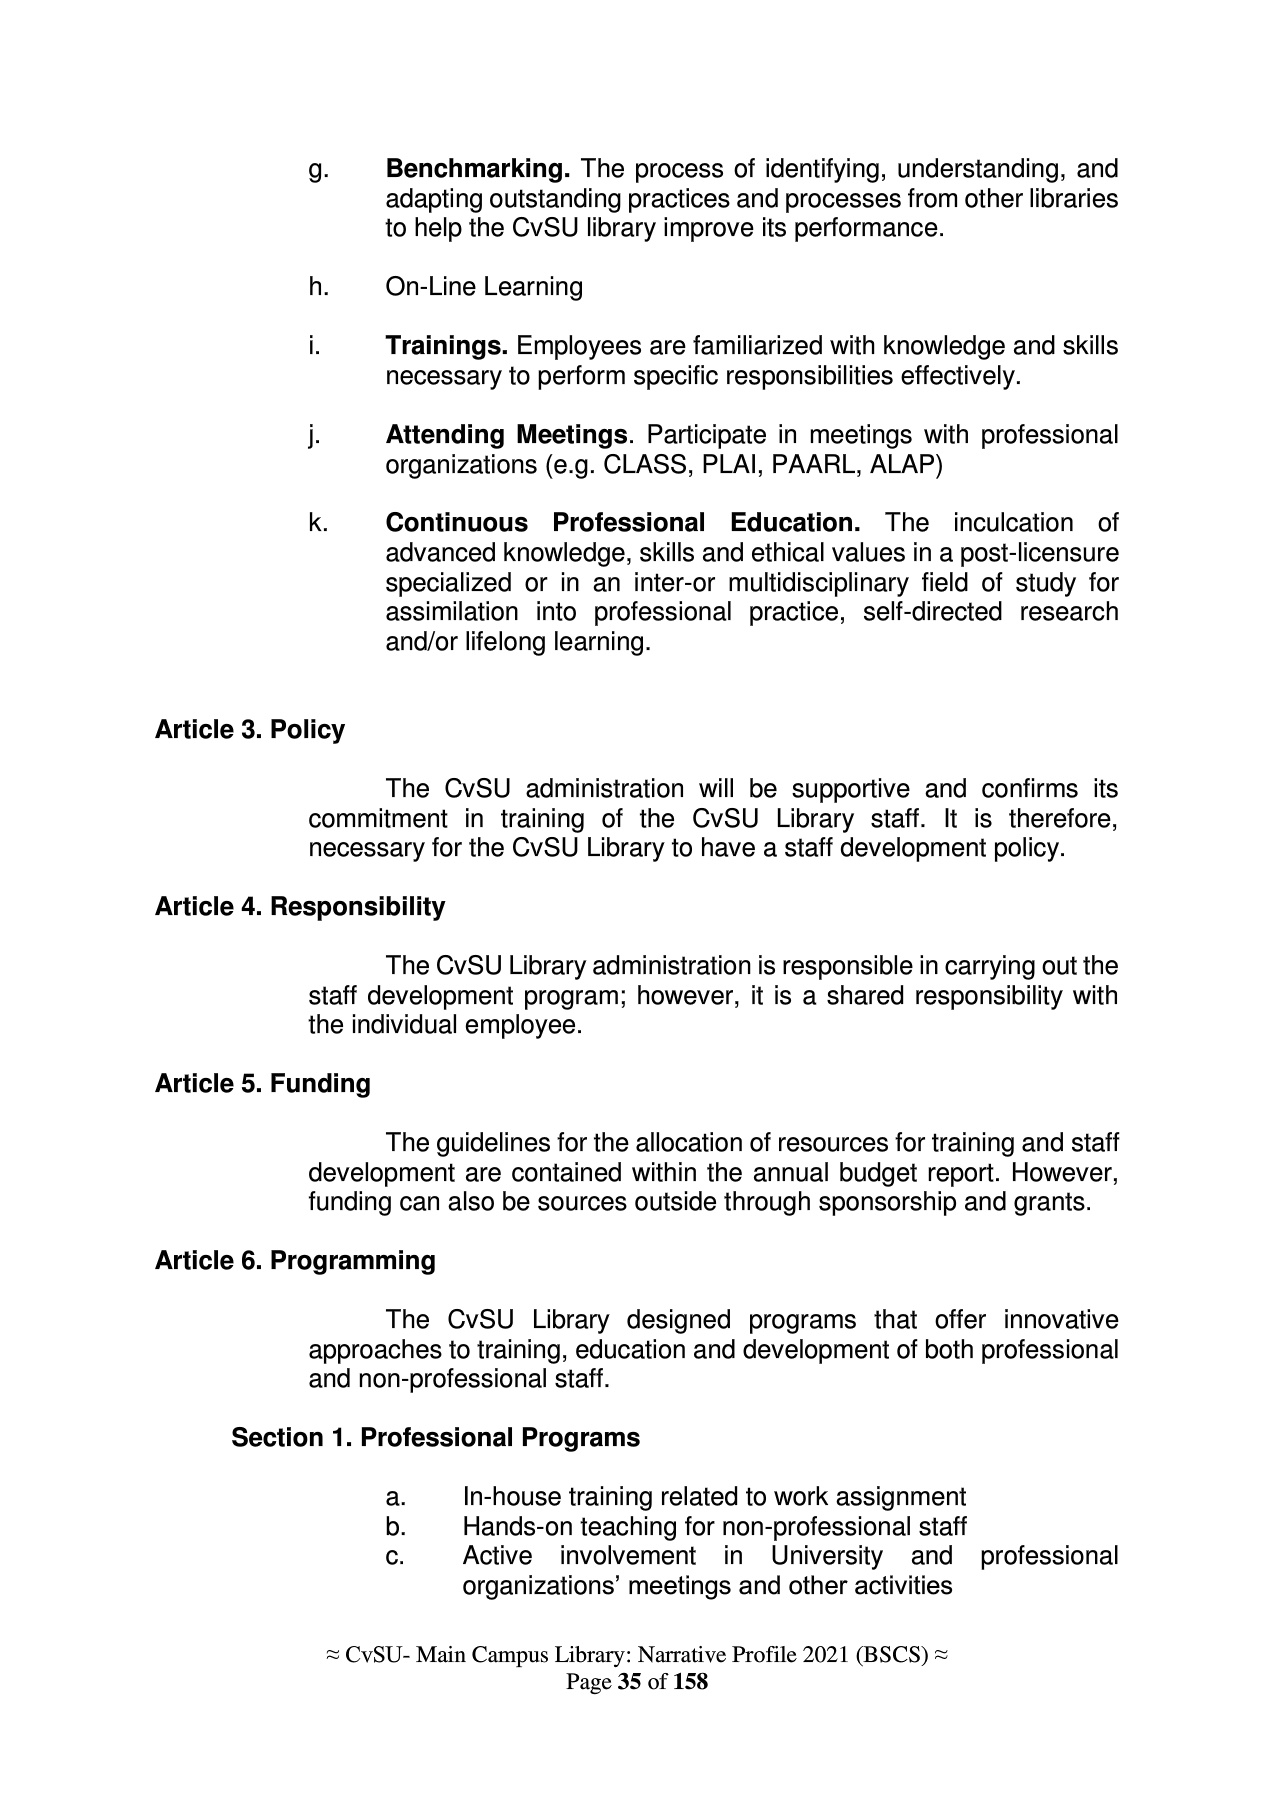 g. Benchmarking. The process of identifying, understanding, and
adapting outstanding practices and processes from other libraries
to help the CvSU library improve its performance.
h. On-Line Learning
i. Trainings. Employees are familiarized with knowledge and skills
necessary to perform specific responsibilities effectively.
j. Attending Meetings. Participate in meetings with professional
organizations (e.g. CLASS, PLAI, PAARL, ALAP)
k. Continuous Professional Education. The inculcation of
advanced knowledge, skills and ethical values in a post-licensure
specialized or in an inter-or multidisciplinary field of study for
assimilation into professional practice, self-directed research
and/or lifelong learning.
Article 3. Policy
The CvSU administration will be supportive and confirms its
commitment in training of the CvSU Library staff. It is therefore,
necessary for the CvSU Library to have a staff development policy.
Article 4. Responsibility
The CvSU Library administration is responsible in carrying out the
staff development program; however, it is a shared responsibility with
the individual employee.
Article 5. Funding
The guidelines for the allocation of resources for training and staff
development are contained within the annual budget report. However,
funding can also be sources outside through sponsorship and grants.
Article 6. Programming
The CvSU Library designed programs that offer innovative
approaches to training, education and development of both professional
and non-professional staff.
Section 1. Professional Programs
a. In-house training related to work assignment
b. Hands-on teaching for non-professional staff
c. Active involvement in University and professional
organizations’ meetings and other activities
≈ CvSU- Main Campus Library: Narrative Profile 2021 (BSCS) ≈
Page 35 of 158